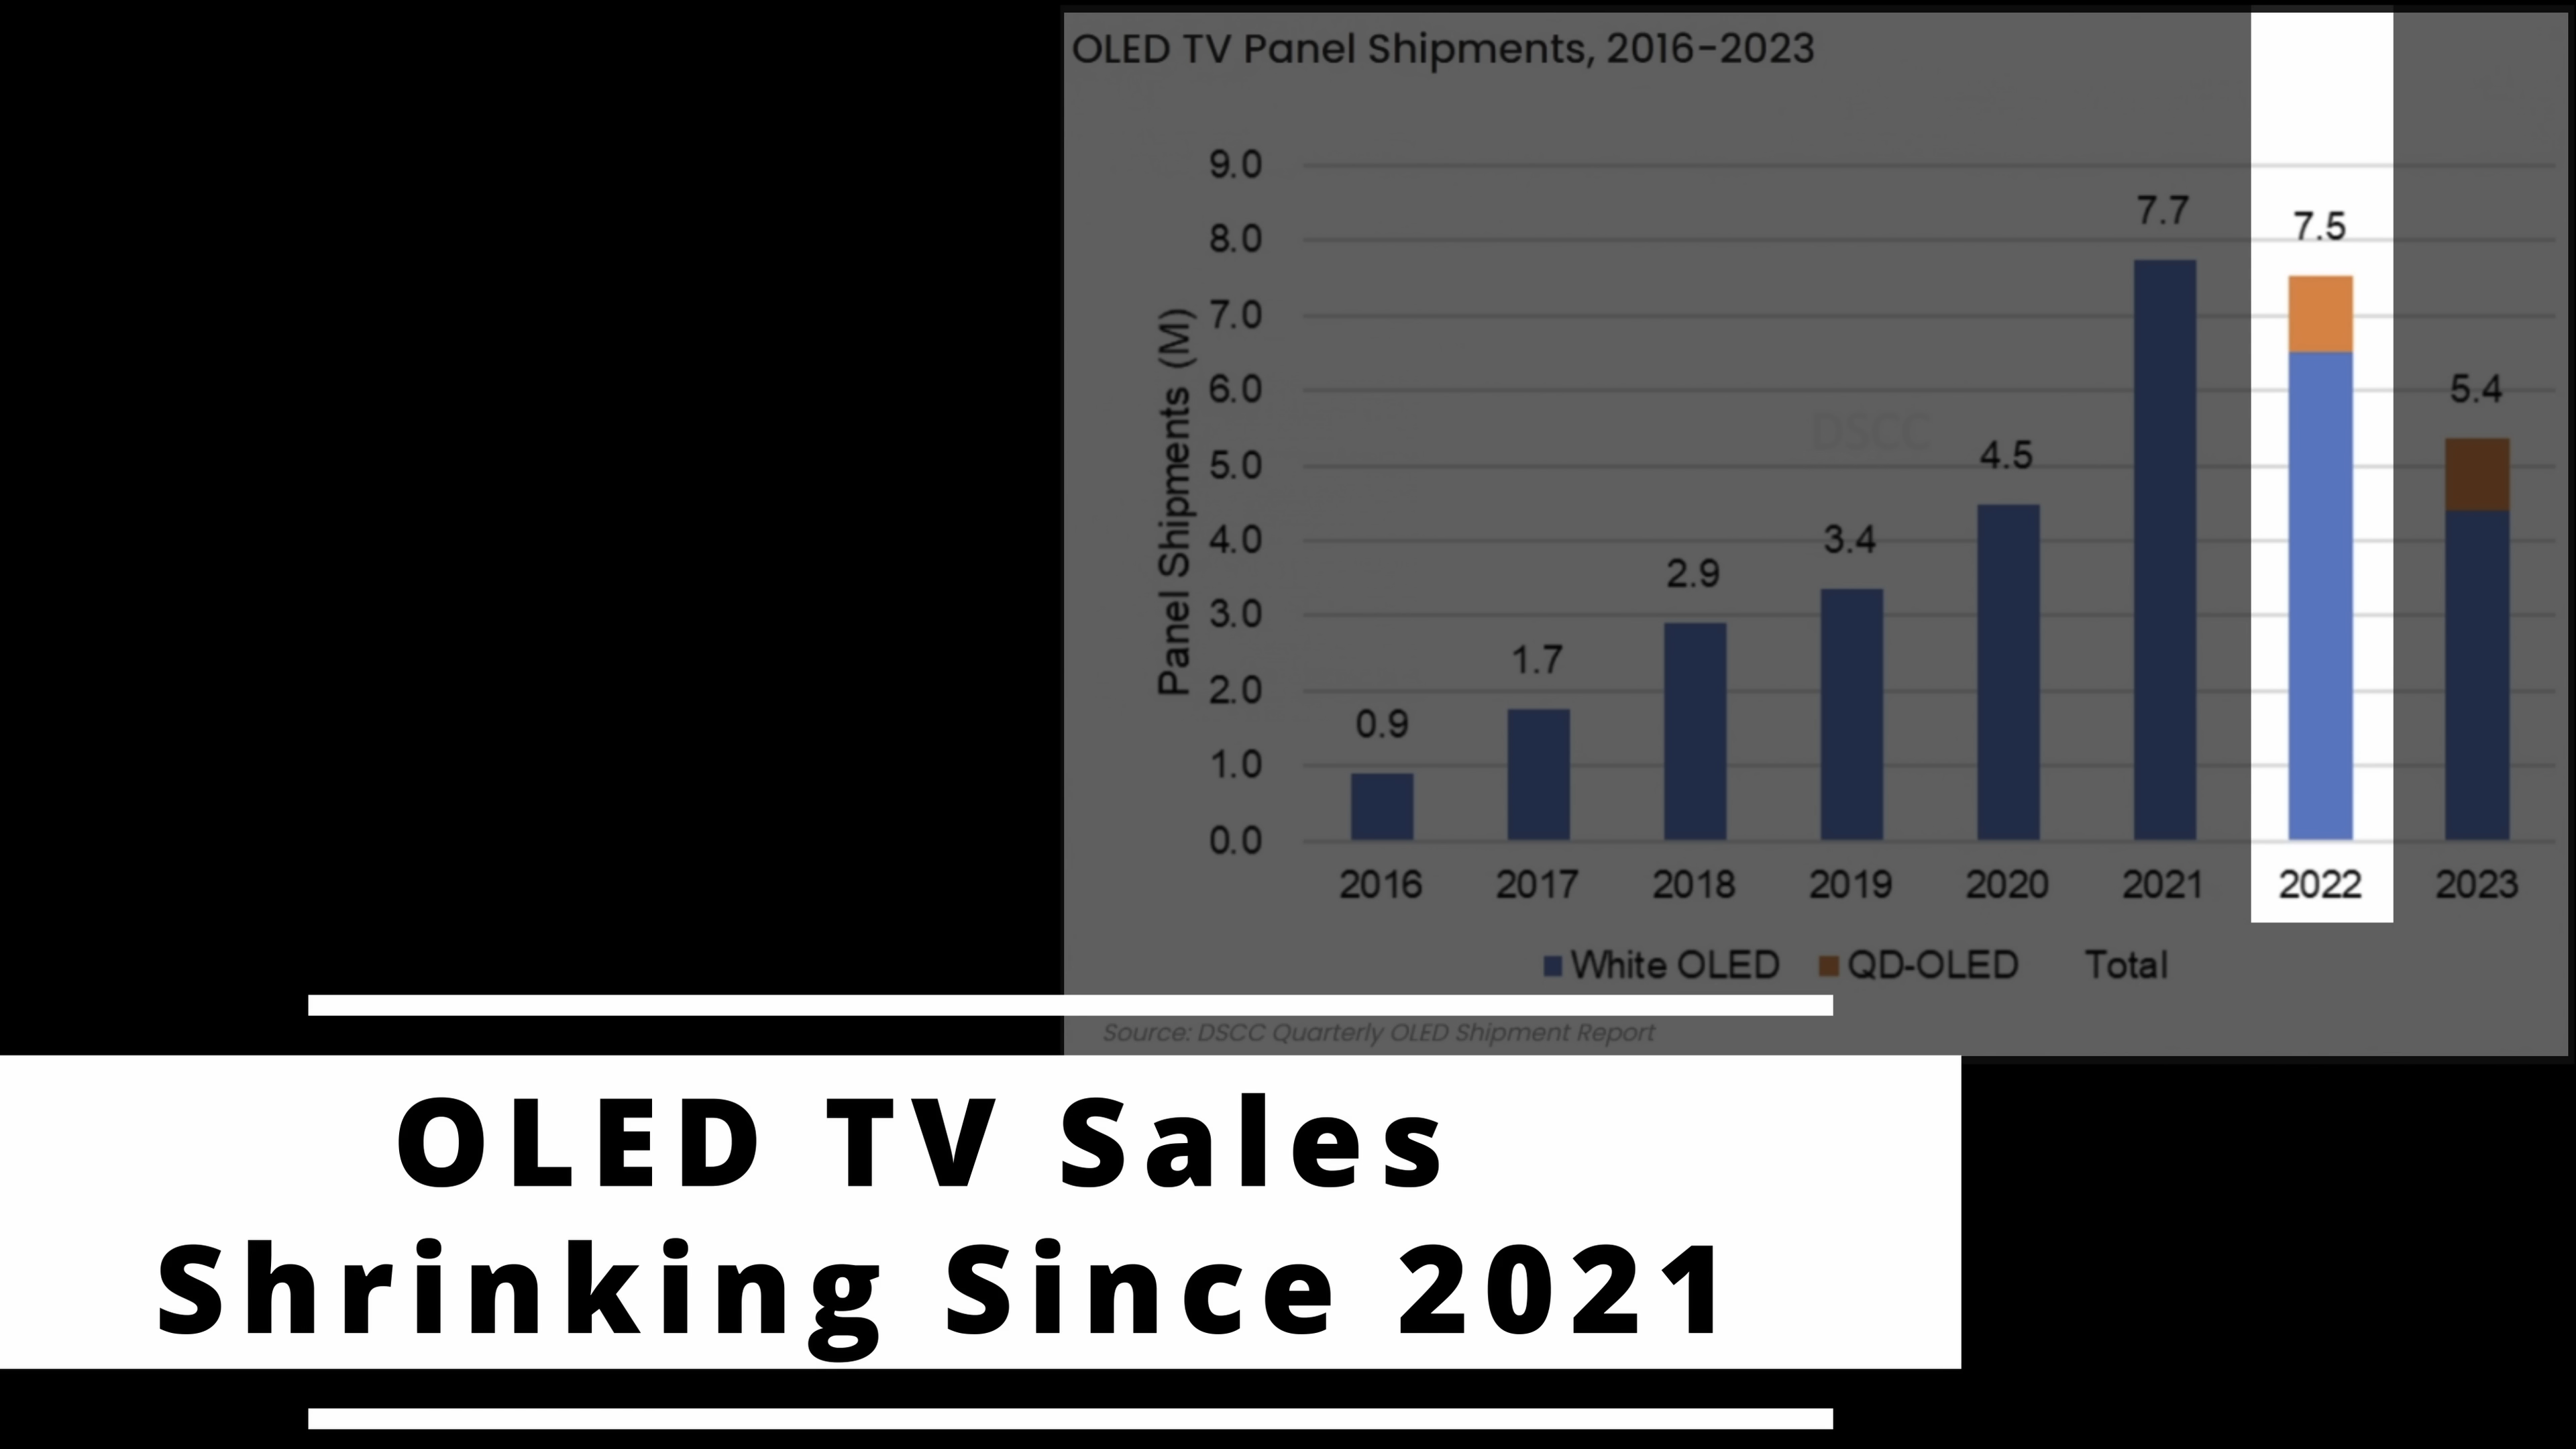 OLED TV Panel Shipments, 2016-2023
Panel Shipments (M)
9.0
8.0
7.0
6.0
5.0
4.0
3.0
2.0
1.0
0.0
0.9
1.7
2.9
3.4
4.5
7.7
7.5
5.4
DSCC
2016 2017 2018 2019 2020 2021 2022 2023
White OLED QD-OLED Total
Source: DSCC Quarterly OLED Shipment Report
OLED TV Sales
Shrinking Since 2021